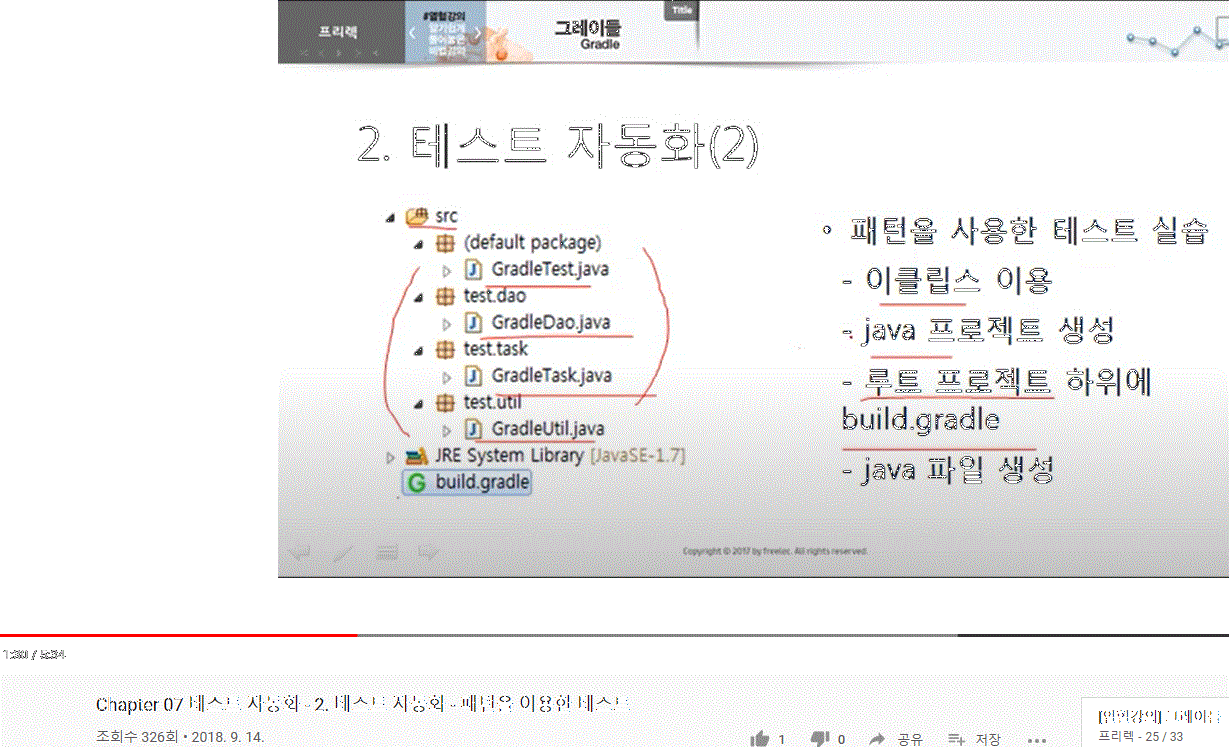 프리렉
#열혈강의
그레이들
Gradle
Title
2. 테스트 자동화(2)
src
(default package)
GradleTest.java
test.dao
GradleDao.java
test.task
GradleTask.java
test.util
GradleUtil.java
JRE System Library [JavaSE-1.7]
build.gradle
• 패턴을 사용한 테스트 실습
- 이클립스 이용
- java 프로젝트 생성
- 루트 프로젝트 하위에
build.gradle
- java 파일 생성
Copyright © 2017 by freelec. All rights reserved.
1:30 / 5:34
Chapter 07 테스트 자동화 - 2. 테스트 자동화 - 패턴을 이용한 테스트
조회수 326회 • 2018. 9. 14.
1
0
공유
저장
[열혈강의] 그레이들
프리렉 - 25 / 33